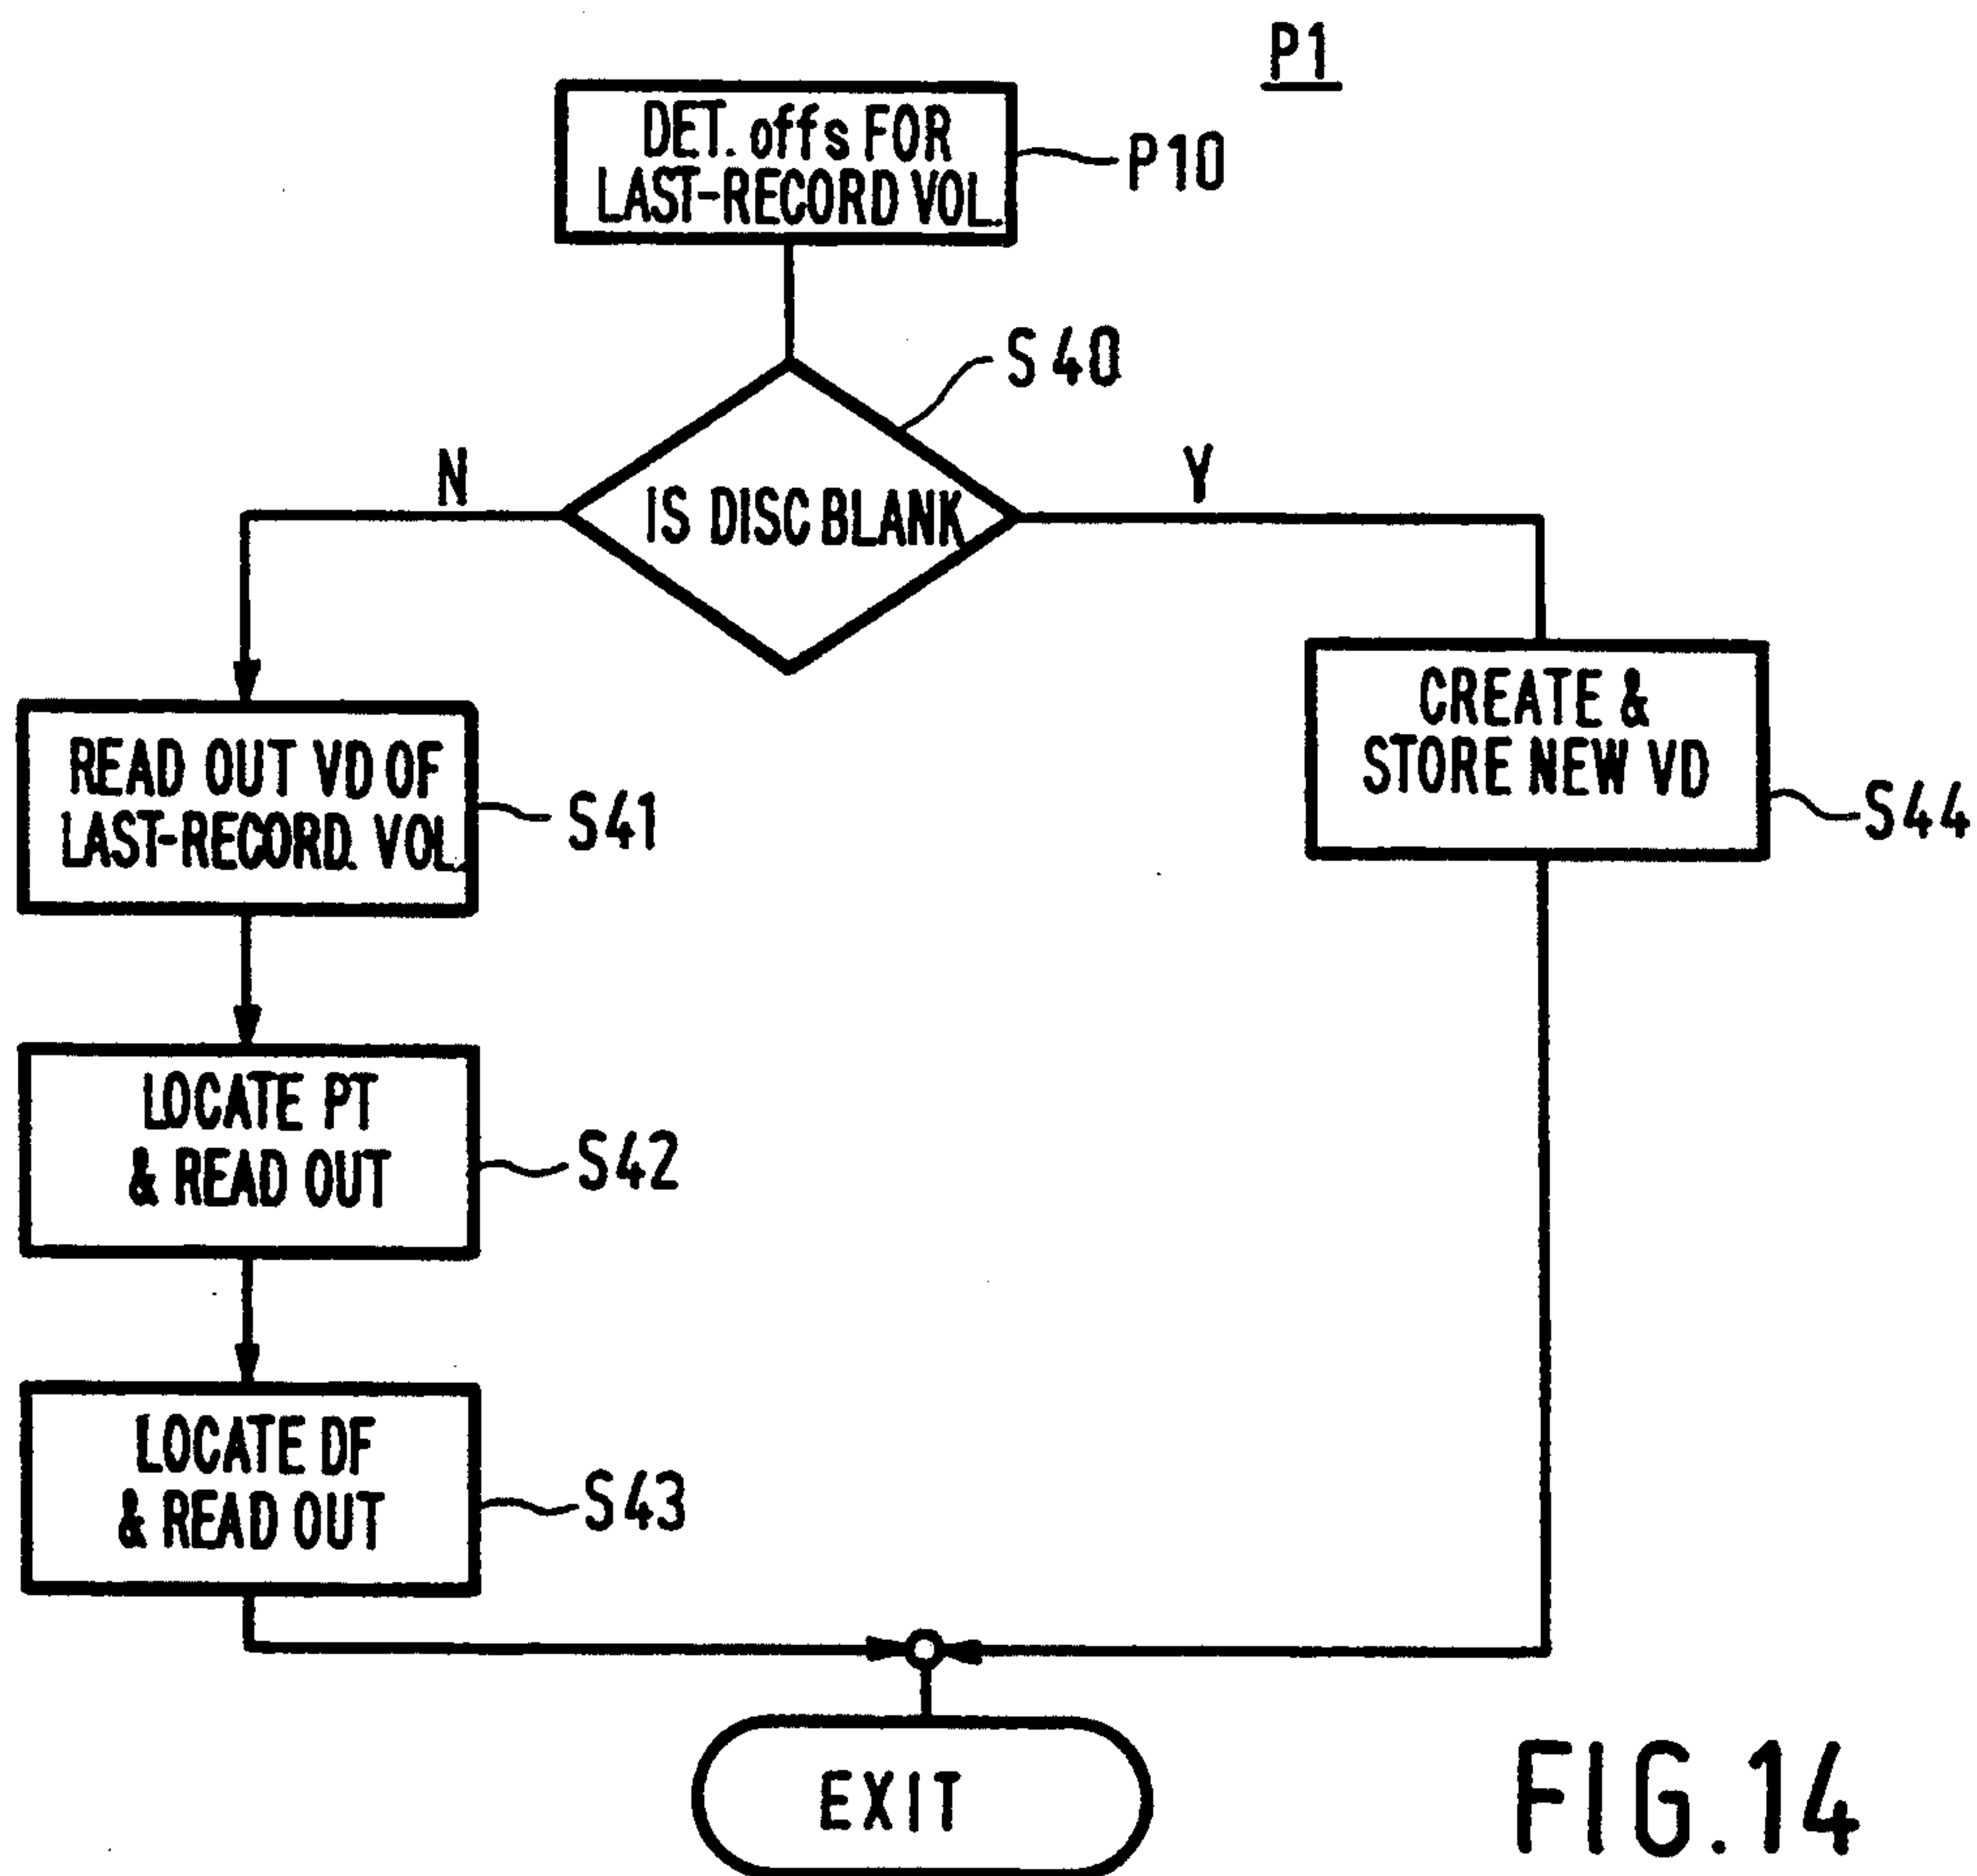 P1
DET. offs FOR
LAST-RECORD VOL.
P10
S40
N
Y
IS DISC BLANK
CREATE &
STORE NEW VD
S44
READ OUT VD OF
LAST-RECORD. VOL.
S41
LOCATE PT
& READ OUT
S42
LOCATE DF
& READ OUT
S43
EXIT
FIG.14